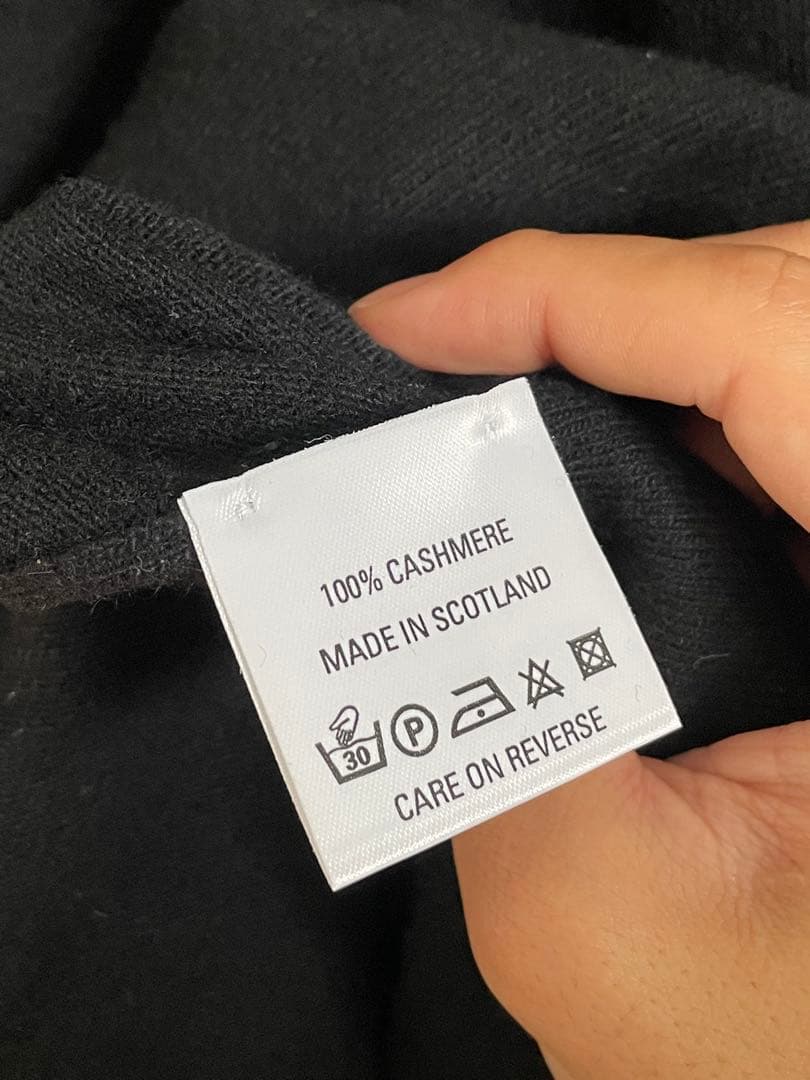 100% CASHMERE
MADE IN SCOTLAND
30 P
CARE ON REVERSE